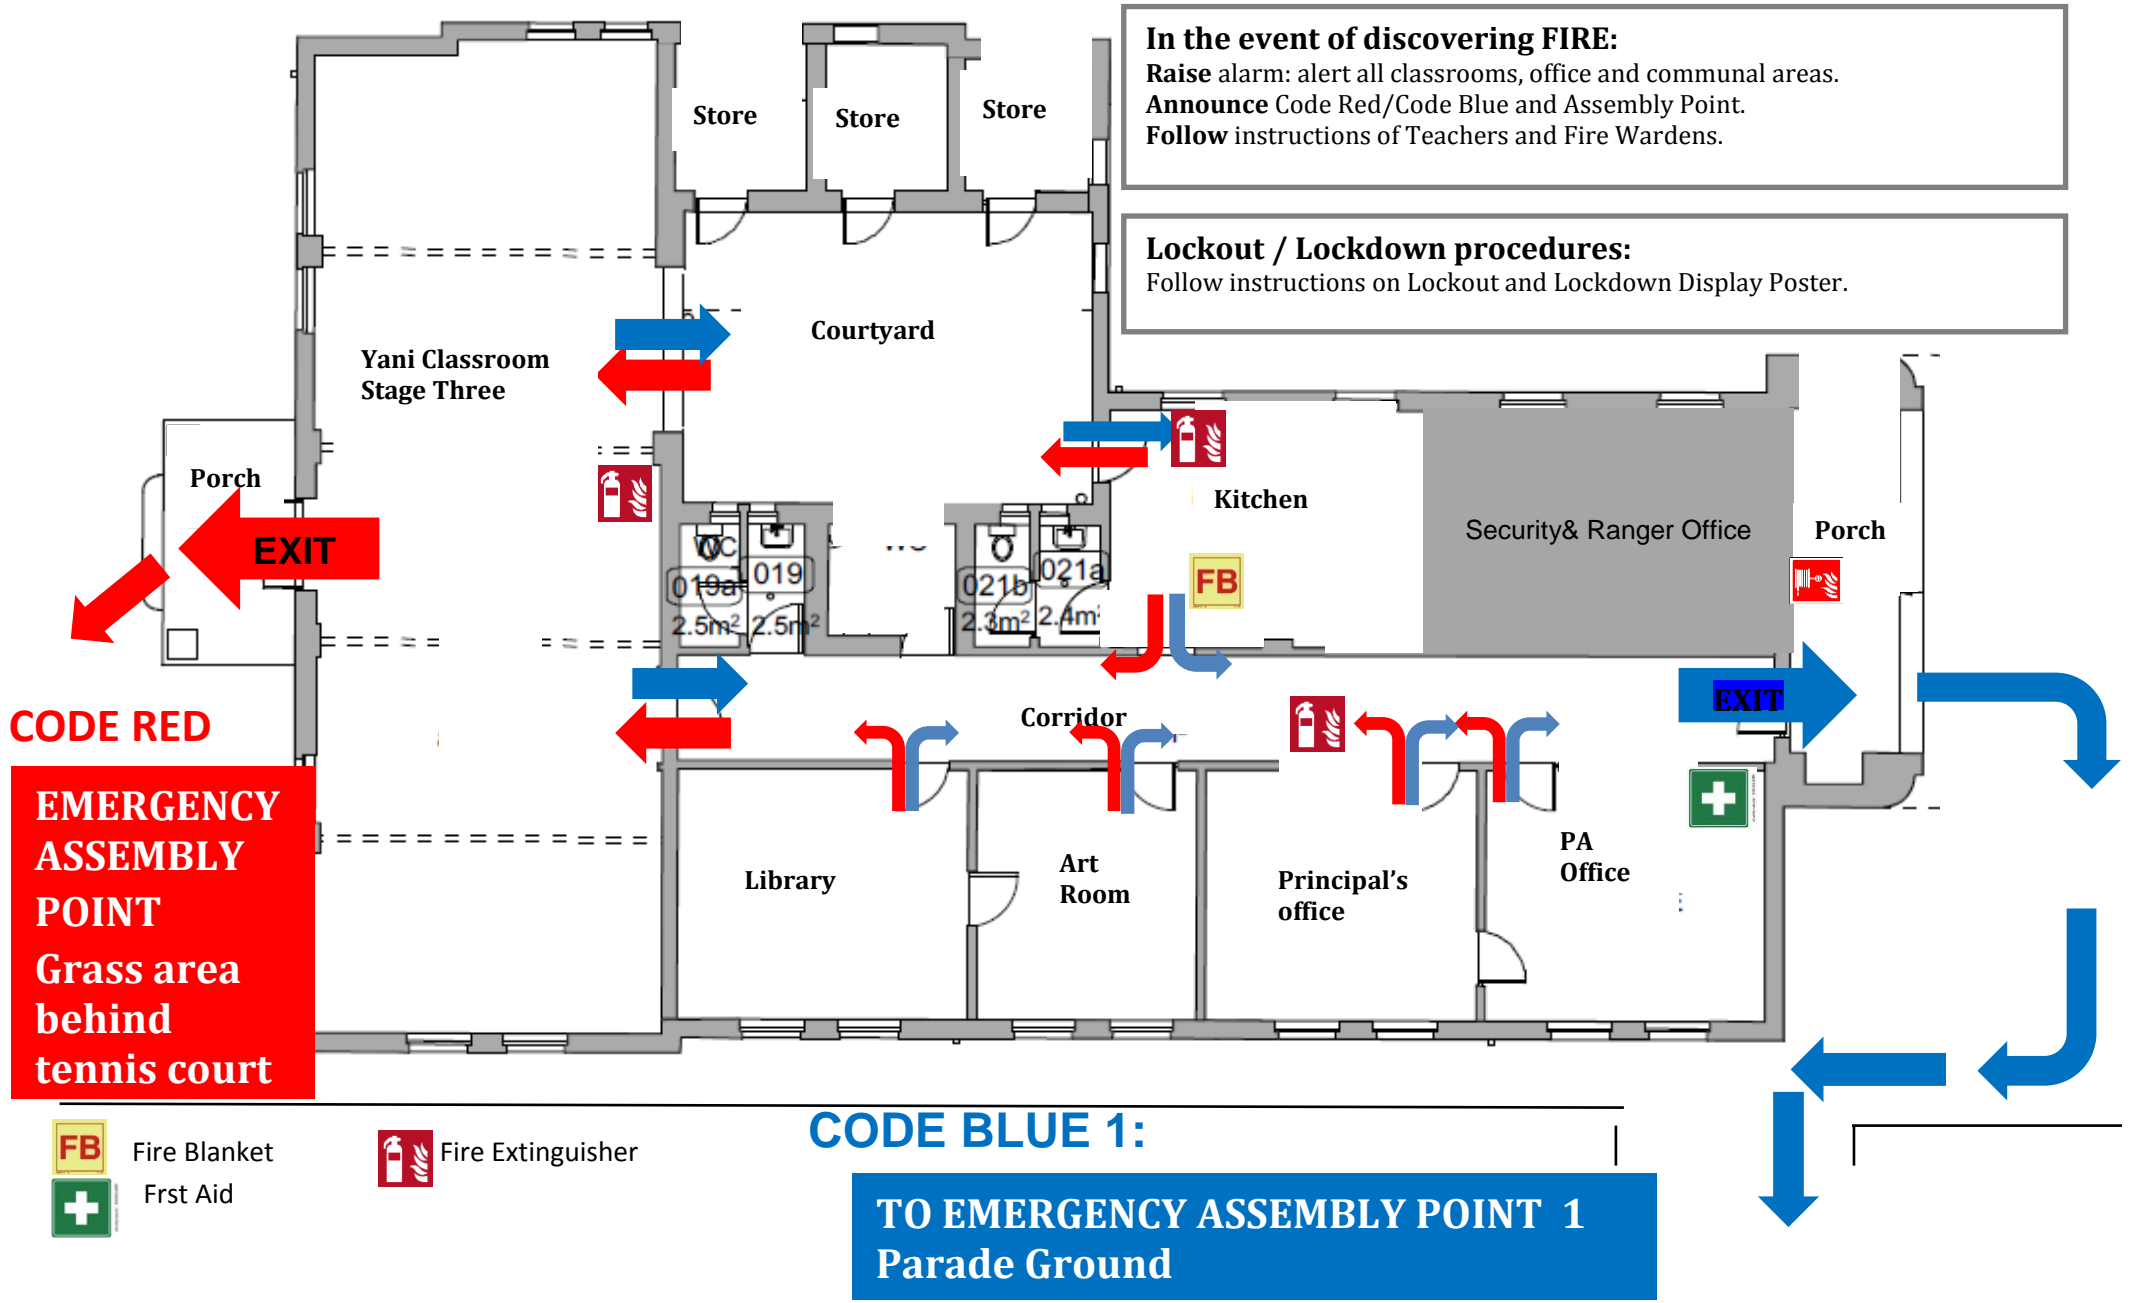 In the event of discovering FIRE:
Raise alarm: alert all classrooms, office and communal areas.
Announce Code Red/Code Blue and Assembly Point.
Follow instructions of Teachers and Fire Wardens.
Lockout / Lockdown procedures:
Follow instructions on Lockout and Lockdown Display Poster.
Store
Store
Store
Courtyard
Yani Classroom
Stage Three
Porch
EXIT
Kitchen
Security& Ranger Office
Porch
WC
019a
2.5m²
019
2.5m²
021b
2.3m²
021a
2.4m²
FB
EXIT
Corridor
CODE RED
EMERGENCY
ASSEMBLY
POINT
Grass area
behind
tennis court
Library
Art
Room
Principal's
office
PA
Office
FB
Fire Blanket
Fire Extinguisher
Frst Aid
CODE BLUE 1:
TO EMERGENCY ASSEMBLY POINT 1
Parade Ground